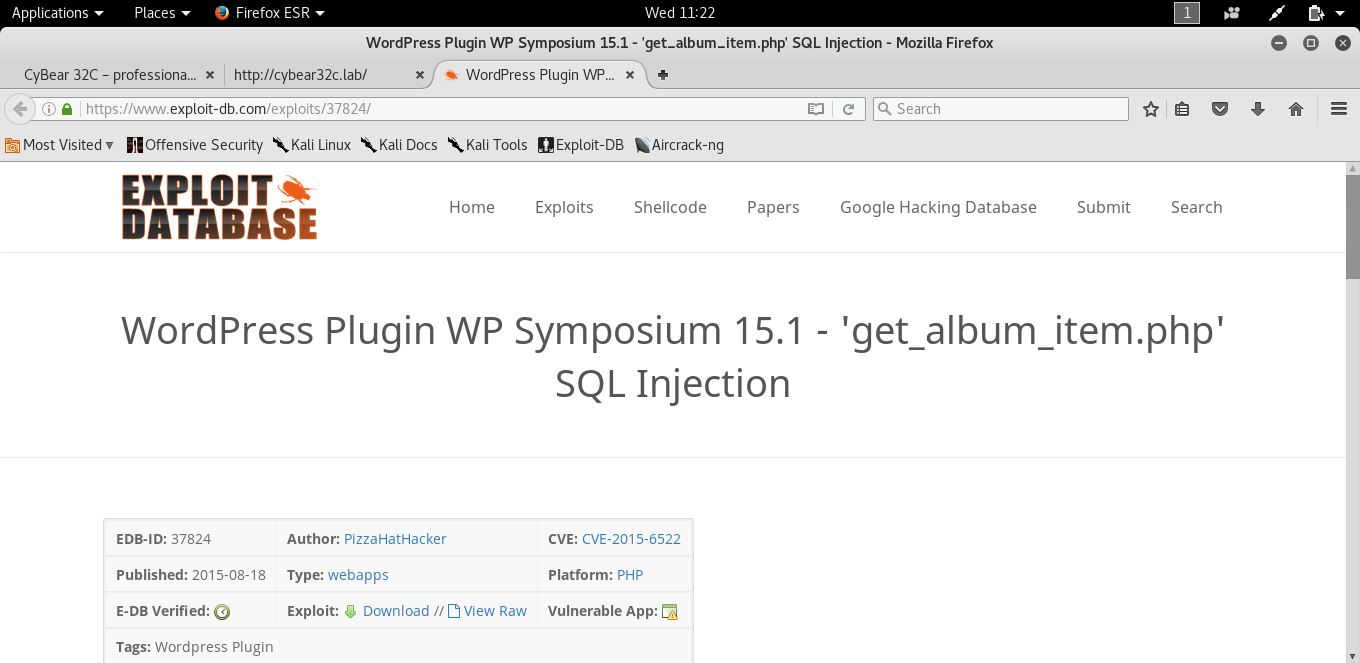 Applications Places Firefox ESR Wed 11:22 1
WordPress Plugin WP Symposium 15.1 - 'get_album_item.php' SQL Injection - Mozilla Firefox
CyBear 32C – professiona... http://cybear32c.lab/ WordPress Plugin WP...
https://www.exploit-db.com/exploits/37824/ Search
Most Visited Offensive Security Kali Linux Kali Docs Kali Tools Exploit-DB Aircrack-ng
EXPLOIT
DATABASE
Home Exploits Shellcode Papers Google Hacking Database Submit Search
WordPress Plugin WP Symposium 15.1 - 'get_album_item.php'
SQL Injection
EDB-ID: 37824 Author: PizzaHatHacker CVE: CVE-2015-6522
Published: 2015-08-18 Type: webapps Platform: PHP
E-DB Verified: Exploit: Download // View Raw Vulnerable App:
Tags: Wordpress Plugin